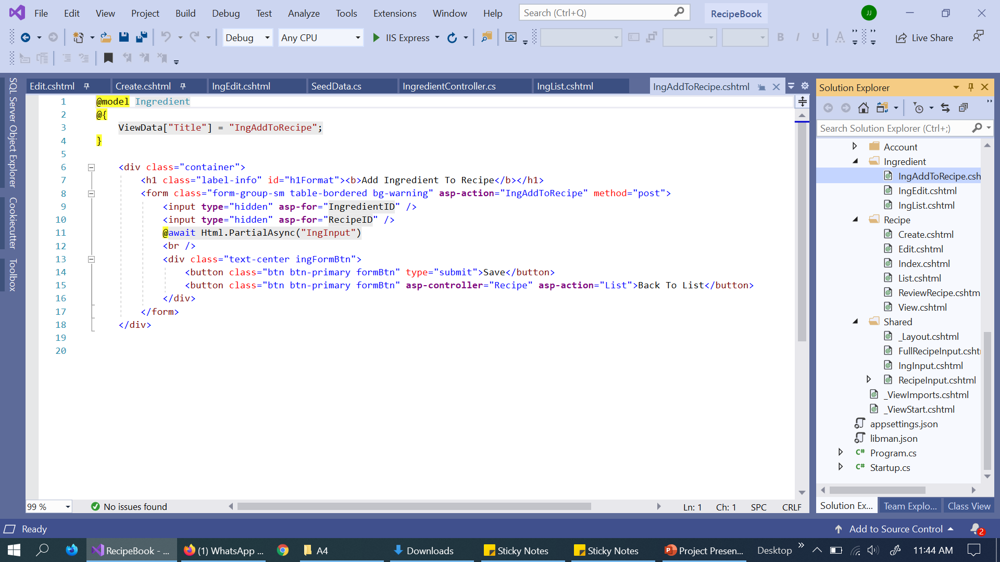 File Edit View Project Build Debug Test Analyze Tools Extensions Window Help Search (Ctrl+Q) RecipeBook JJ
Debug Any CPU IIS Express B I U A Live Share
SQL Server Object Explorer
Cookiecutter
Toolbox
Edit.cshtml Create.cshtml IngEdit.cshtml SeedData.cs IngredientController.cs IngList.cshtml IngAddToRecipe.cshtml
1 @model Ingredient
2 @{
3 ViewData["Title"] = "IngAddToRecipe";
4 }
5
6 <div class="container">
7 <h1 class="label-info" id="h1Format"><b>Add Ingredient To Recipe</b></h1>
8 <form class="form-group-sm table-bordered bg-warning" asp-action="IngAddToRecipe" method="post">
9 <input type="hidden" asp-for="IngredientID" />
10 <input type="hidden" asp-for="RecipeID" />
11 @await Html.PartialAsync("IngInput")
12 <br />
13 <div class="text-center ingFormBtn">
14 <button class="btn btn-primary formBtn" type="submit">Save</button>
15 <button class="btn btn-primary formBtn" asp-controller="Recipe" asp-action="List">Back To List</button>
16 </div>
17 </form>
18 </div>
19
20
99 % No issues found Ln: 1 Ch: 1 SPC CRLF
Solution Explorer
Search Solution Explorer (Ctrl+;)
Account
Ingredient
IngAddToRecipe.csh
IngEdit.cshtml
IngList.cshtml
Recipe
Create.cshtml
Edit.cshtml
Index.cshtml
List.cshtml
ReviewRecipe.cshtm
View.cshtml
Shared
_Layout.cshtml
FullRecipeInput.csht
IngInput.cshtml
RecipeInput.cshtml
_ViewImports.cshtml
_ViewStart.cshtml
appsettings.json
libman.json
C# Program.cs
C# Startup.cs
Solution Ex... Team Explo... Class View
Ready Add to Source Control 2
RecipeBook - ... (1) WhatsApp ... A4 Downloads Sticky Notes Sticky Notes Project Presen... Desktop 11:44 AM